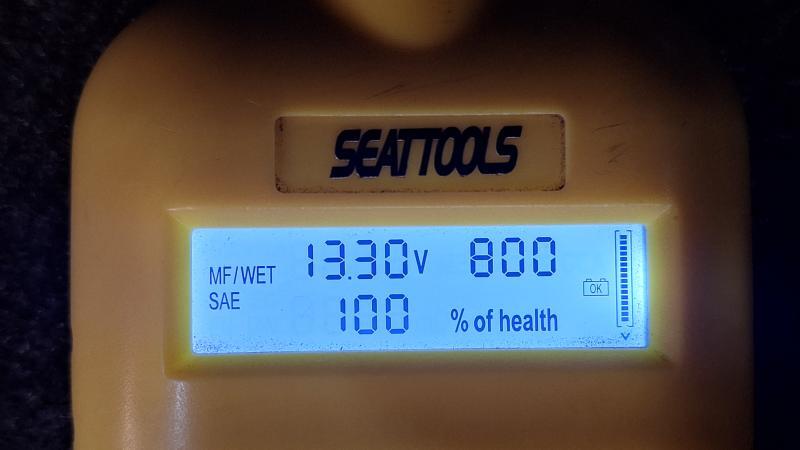 SEATTOOLS
MF/WET 13.30V 800
SAE 100 % of health
OK